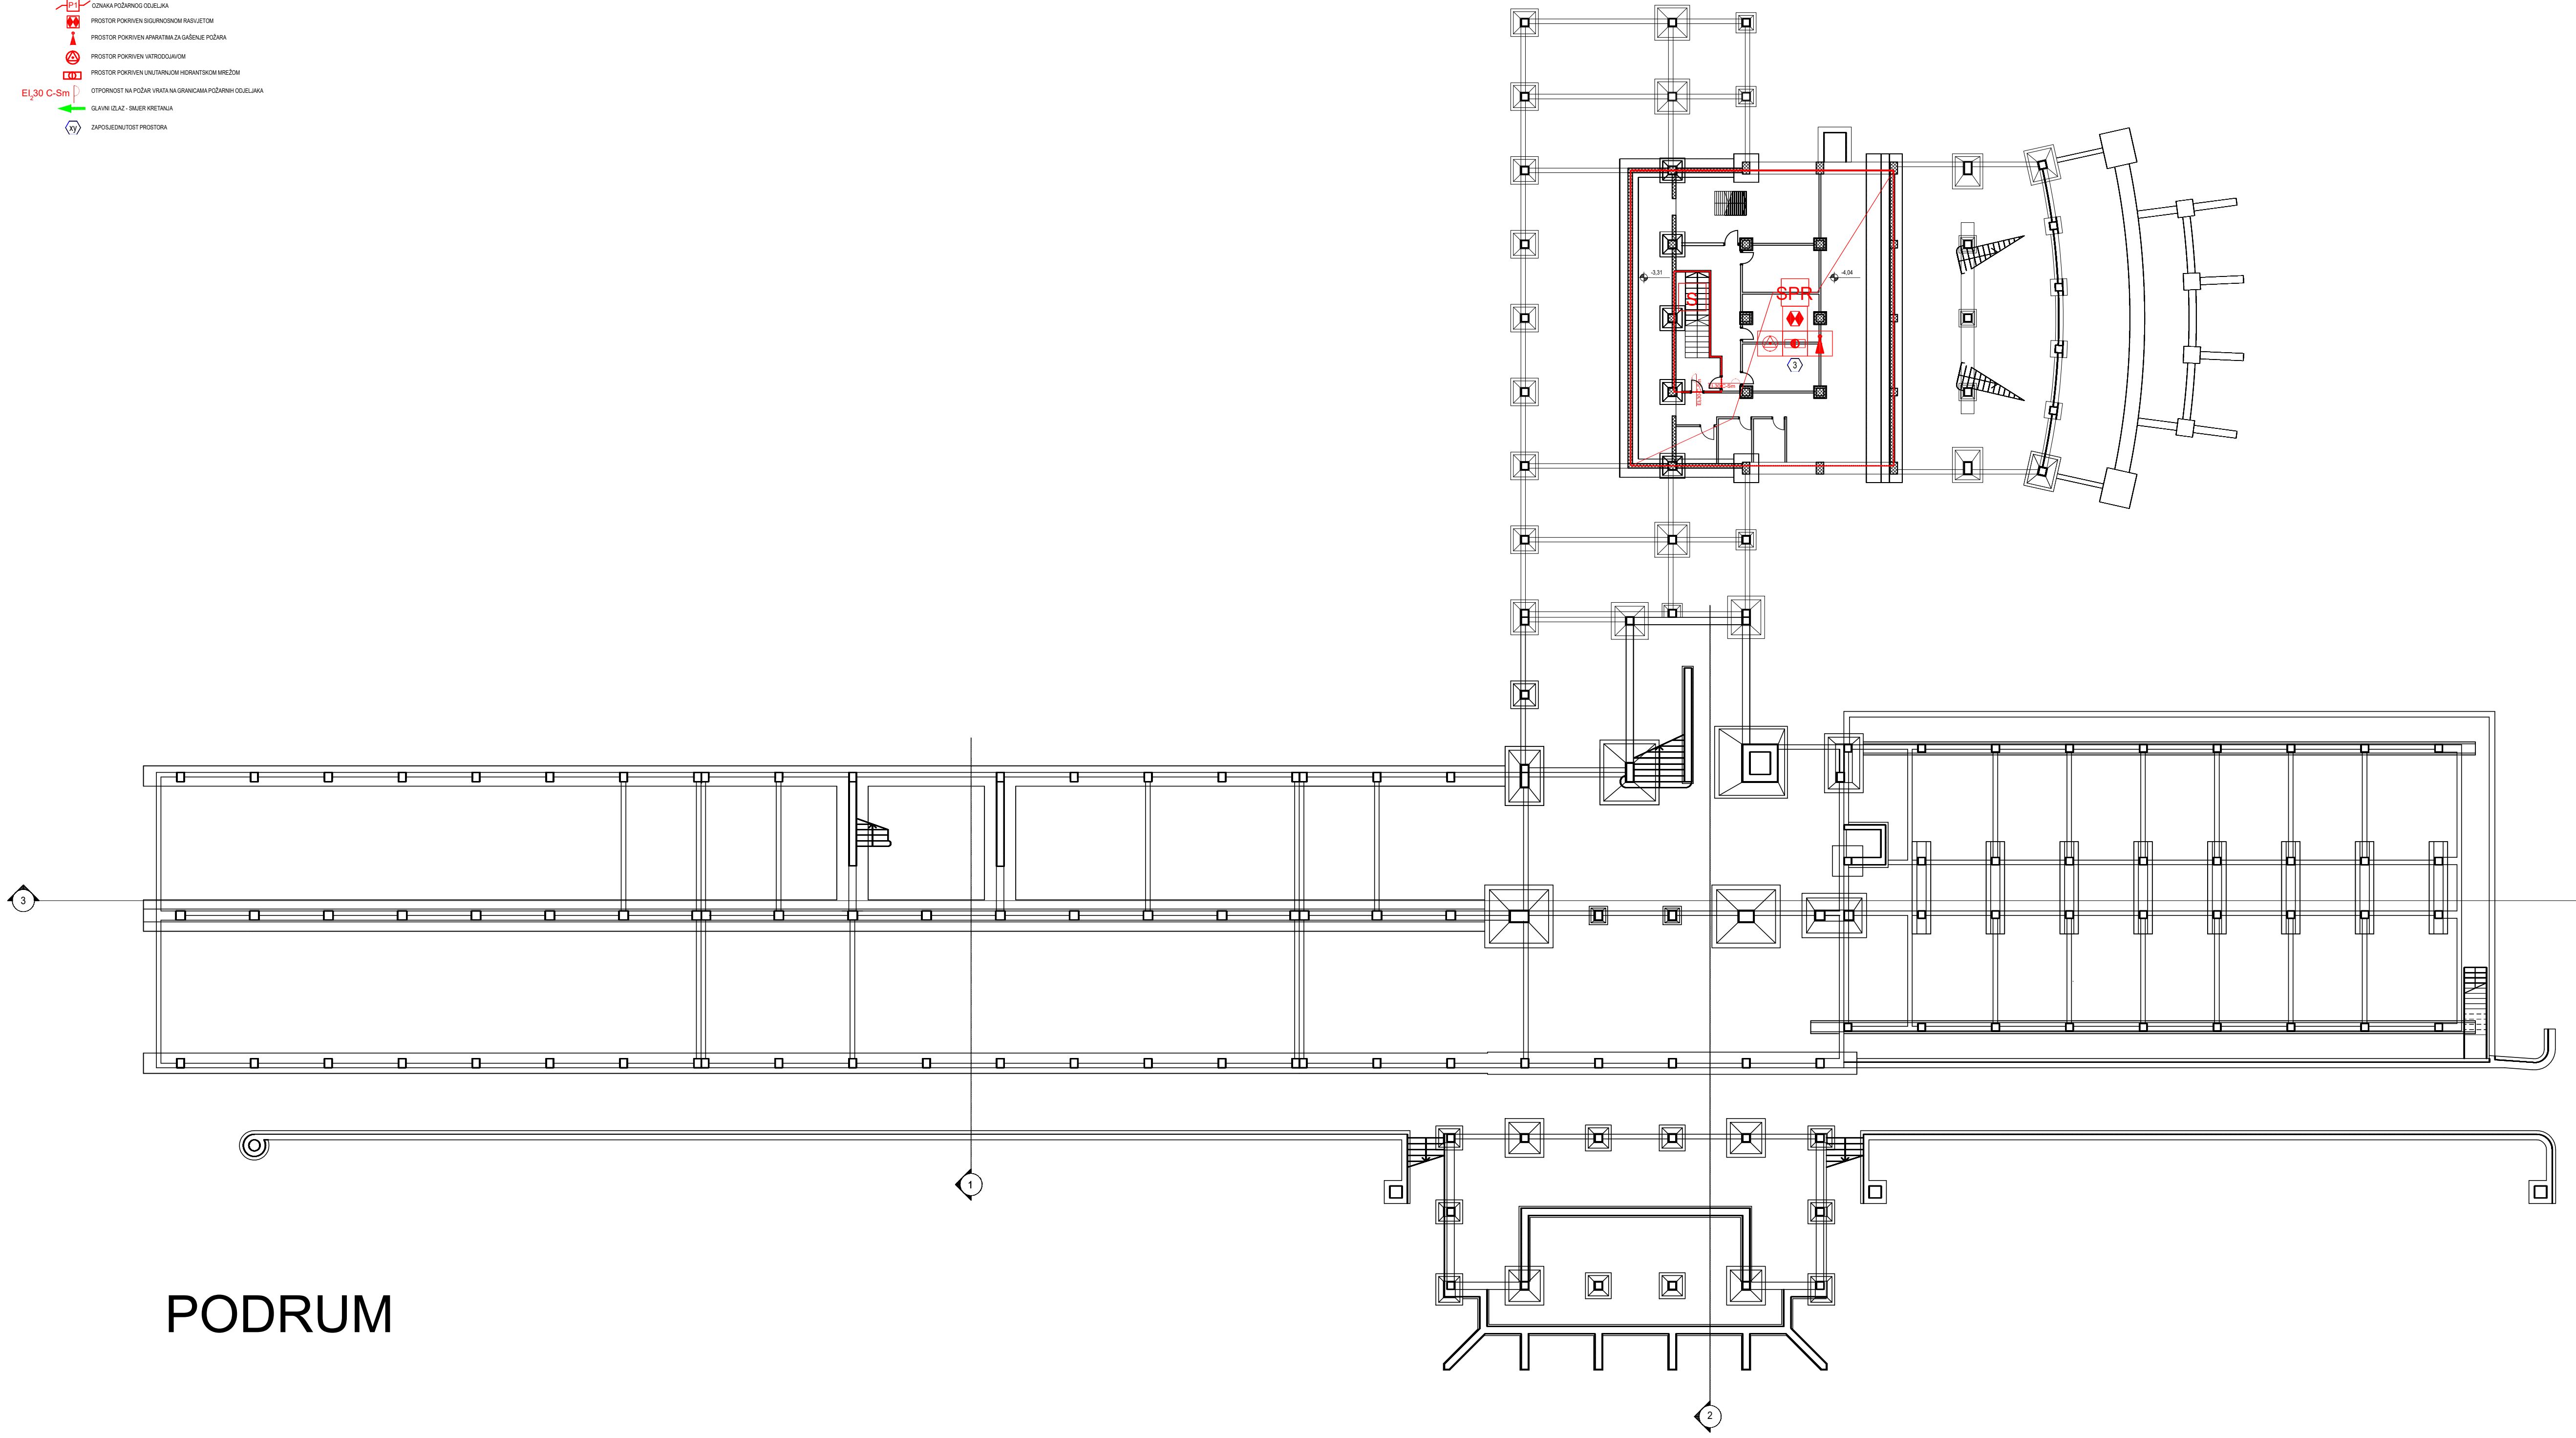 P1 OZNAKA POŽARNOG ODJELJKA
PROSTOR POKRIVEN SIGURNOSNOM RASVJETOM
PROSTOR POKRIVEN APARATIMA ZA GAŠENJE POŽARA
PROSTOR POKRIVEN VATRODOJAVOM
PROSTOR POKRIVEN UNUTARNJOM HIDRANTSKOM MREŽOM
EI₂30 C-Sm OTPORNOST NA POŽAR VRATA NA GRANICAMA POŽARNIH ODJELJAKA
GLAVNI IZLAZ - SMJER KRETANJA
xy ZAPOSJEDNUTOST PROSTORA
-3,31
-4,04
S
SPR
3
3
1
2
PODRUM